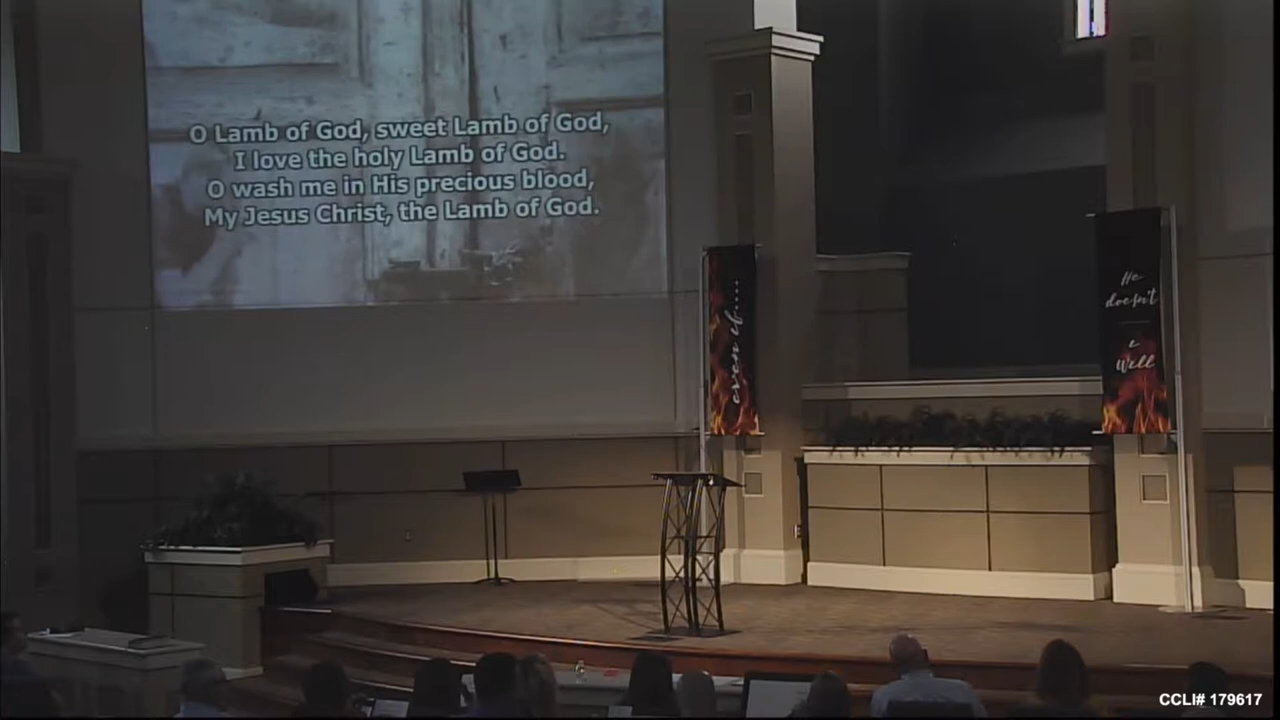 O Lamb of God, sweet Lamb of God,
I love the holy Lamb of God.
O wash me in His precious blood,
My Jesus Christ, the Lamb of God.
even if....
He
doesn't
Well
CCLI# 179617